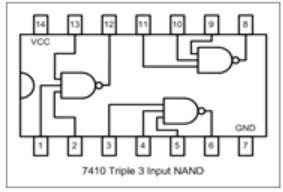 14 13 12 11 10 9 8
VCC
GND
1 2 3 4 5 6 7
7410 Triple 3 Input NAND